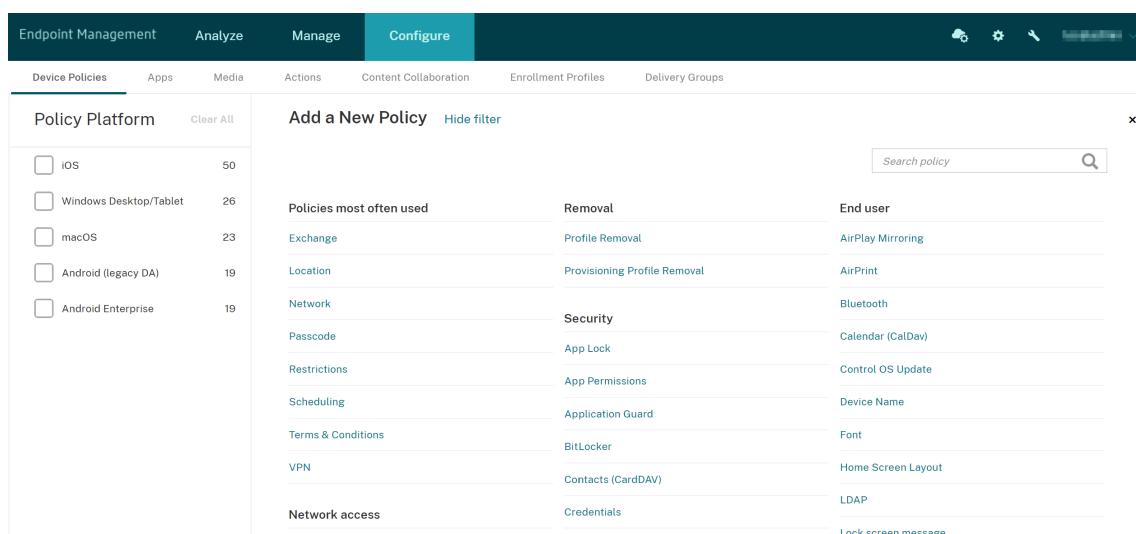 Endpoint Management Analyze Manage Configure
Device Policies Apps Media Actions Content Collaboration Enrollment Profiles Delivery Groups
Policy Platform Clear All
iOS 50
Windows Desktop/Tablet 26
macOS 23
Android (legacy DA) 19
Android Enterprise 19
Add a New Policy Hide filter
Search policy
Policies most often used
Exchange
Location
Network
Passcode
Restrictions
Scheduling
Terms & Conditions
VPN
Network access
Removal
Profile Removal
Provisioning Profile Removal
Security
App Lock
App Permissions
Application Guard
BitLocker
Contacts (CardDAV)
Credentials
End user
AirPlay Mirroring
AirPrint
Bluetooth
Calendar (CalDav)
Control OS Update
Device Name
Font
Home Screen Layout
LDAP
Lock screen message